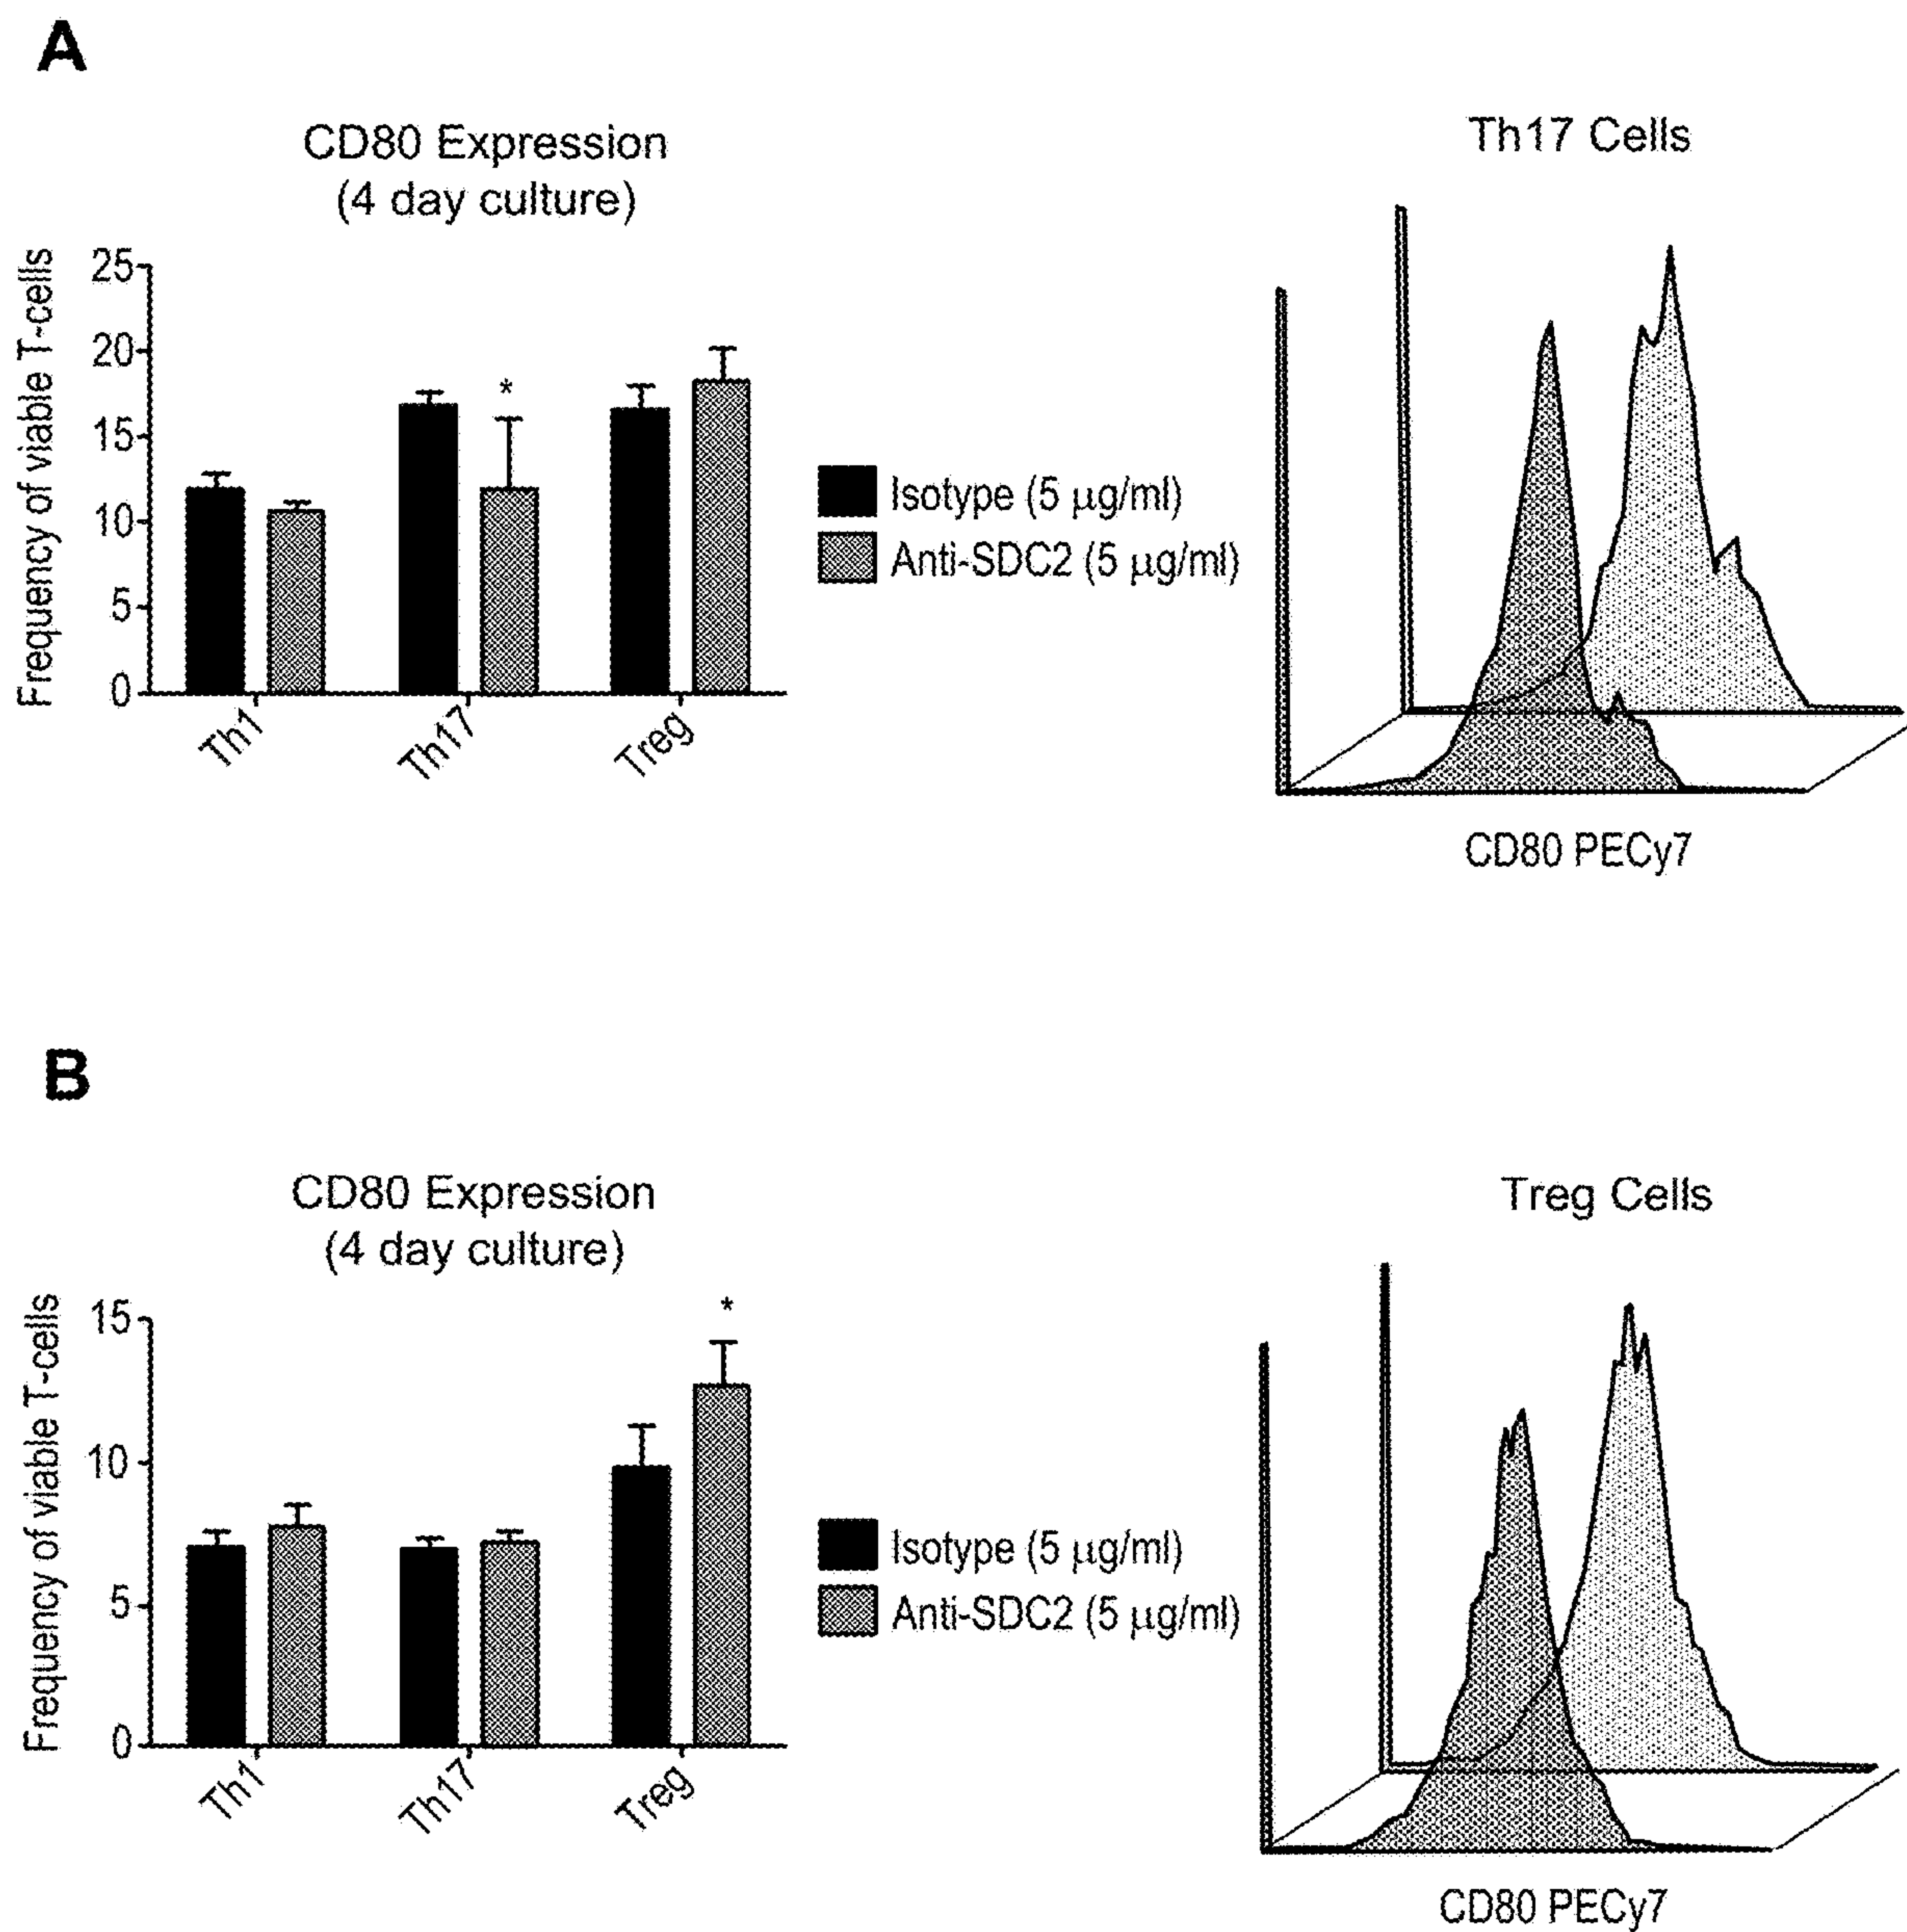 A
CD80 Expression
(4 day culture)
Th17 Cells
Frequency of viable T-cells
25
20
15
10
5
0
*
Th1
Th17
Treg
Isotype (5 µg/ml)
Anti-SDC2 (5 µg/ml)
CD80 PECy7
B
CD80 Expression
(4 day culture)
Treg Cells
Frequency of viable T-cells
15
10
5
0
*
Th1
Th17
Treg
Isotype (5 µg/ml)
Anti-SDC2 (5 µg/ml)
CD80 PECy7